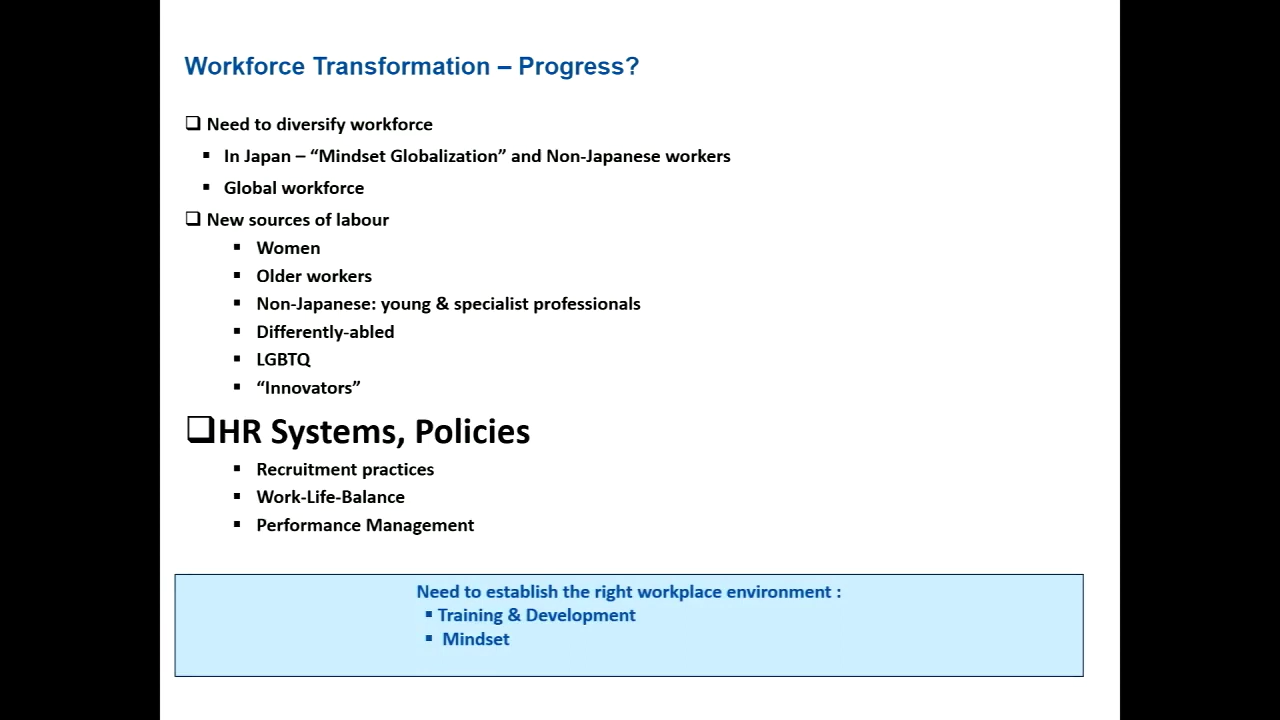 Workforce Transformation – Progress?
❑ Need to diversify workforce
▪ In Japan – “Mindset Globalization” and Non-Japanese workers
▪ Global workforce
❑ New sources of labour
▪ Women
▪ Older workers
▪ Non-Japanese: young & specialist professionals
▪ Differently-abled
▪ LGBTQ
▪ “Innovators”
❑HR Systems, Policies
▪ Recruitment practices
▪ Work-Life-Balance
▪ Performance Management
Need to establish the right workplace environment :
▪ Training & Development
▪ Mindset